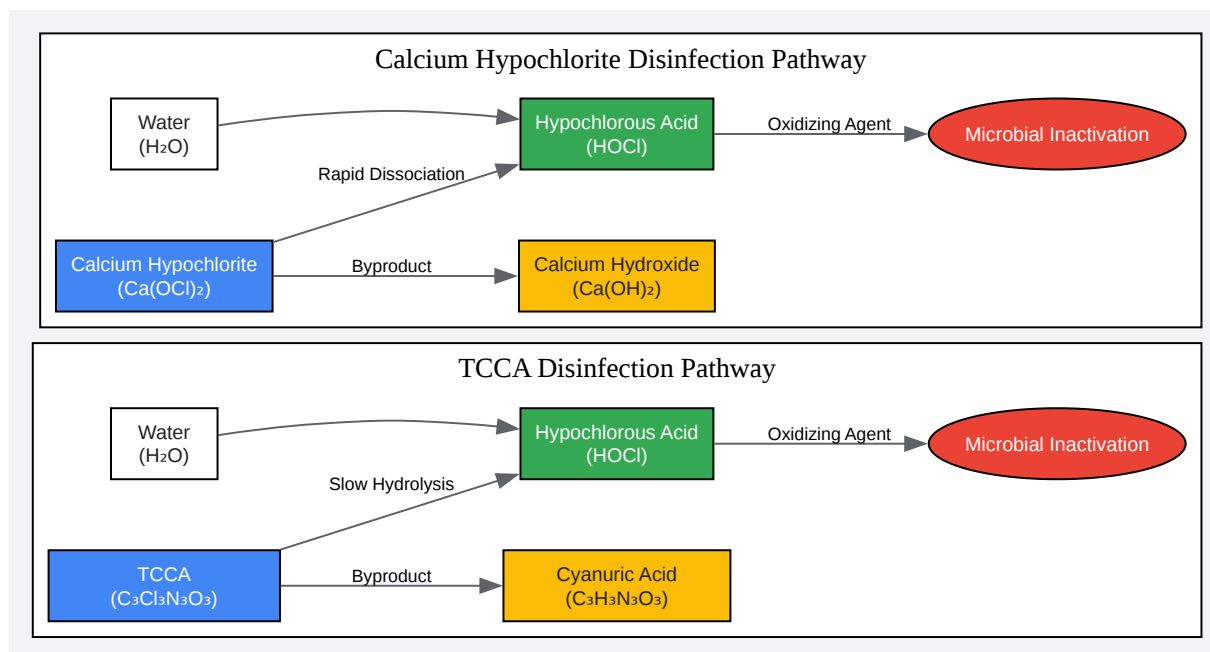 Calcium Hypochlorite Disinfection Pathway
Water
(H₂O)
Hypochlorous Acid
(HOCl)
Oxidizing Agent
Microbial Inactivation
Rapid Dissociation
Calcium Hypochlorite
(Ca(OCl)₂)
Byproduct
Calcium Hydroxide
(Ca(OH)₂)
TCCA Disinfection Pathway
Water
(H₂O)
Hypochlorous Acid
(HOCl)
Oxidizing Agent
Microbial Inactivation
Slow Hydrolysis
TCCA
(C₃Cl₃N₃O₃)
Byproduct
Cyanuric Acid
(C₃H₃N₃O₃)